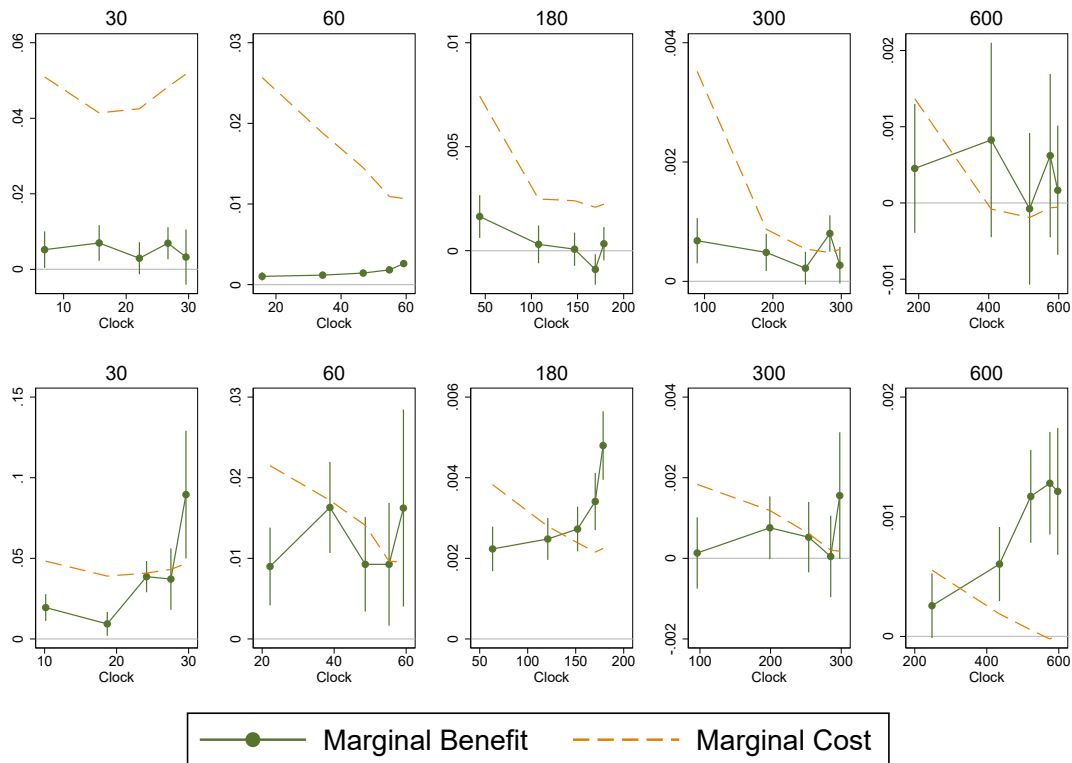 30 60 180 300 600
.06 .03 .01 .004 .002
.04 .02 .005 .002 .001
.02 .01 0 0 0
0 0 -.001
10 20 30 0 20 40 60 50 100 150 200 100 200 300 200 400 600
Clock Clock Clock Clock Clock
30 60 180 300 600
.15 .03 .006 .004 .002
.1 .02 .004 .002 .001
.05 .01 .002 0 0
0 0 0 -.002
10 20 30 20 40 60 50 100 150 200 100 200 300 200 400 600
Clock Clock Clock Clock Clock
Marginal Benefit Marginal Cost